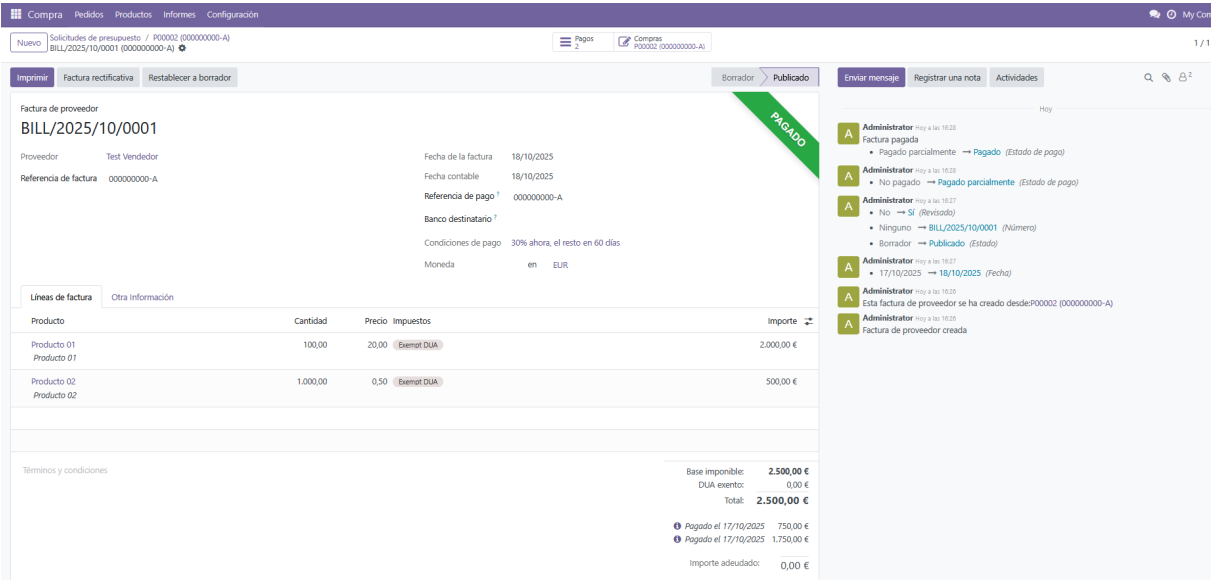 Compra Pedidos Productos Informes Configuración My Com
Nuevo Solicitudes de presupuesto / P00002 (000000000-A)
BILL/2025/10/0001 (000000000-A)
Pagos 2
Compras P00002 (000000000-A)
1 / 1
Imprimir Factura rectificativa Restablecer a borrador Borrador Publicado
Enviar mensaje Registrar una nota Actividades 2
PAGADO
Factura de proveedor
BILL/2025/10/0001
Proveedor Test Vendedor
Referencia de factura 000000000-A
Fecha de la factura 18/10/2025
Fecha contable 18/10/2025
Referencia de pago ? 000000000-A
Banco destinatario ?
Condiciones de pago 30% ahora, el resto en 60 días
Moneda en EUR
Líneas de factura Otra Información
Producto Cantidad Precio Impuestos Importe
Producto 01 100,00 20,00 Exempt DUA 2.000,00 €
Producto 01
Producto 02 1.000,00 0,50 Exempt DUA 500,00 €
Producto 02
Términos y condiciones
Base imponible: 2.500,00 €
DUA exento: 0,00 €
Total: 2.500,00 €
Pagado el 17/10/2025 750,00 €
Pagado el 17/10/2025 1.750,00 €
Importe adeudado: 0,00 €
Hoy
A Administrator Hoy a las 16:28
Factura pagada
Pagado parcialmente → Pagado (Estado de pago)
A Administrator Hoy a las 16:28
No pagado → Pagado parcialmente (Estado de pago)
A Administrator Hoy a las 16:27
No → Sí (Revisado)
Ninguno → BILL/2025/10/0001 (Número)
Borrador → Publicado (Estado)
A Administrator Hoy a las 16:27
17/10/2025 → 18/10/2025 (Fecha)
A Administrator Hoy a las 16:26
Esta factura de proveedor se ha creado desde:P00002 (000000000-A)
A Administrator Hoy a las 16:26
Factura de proveedor creada